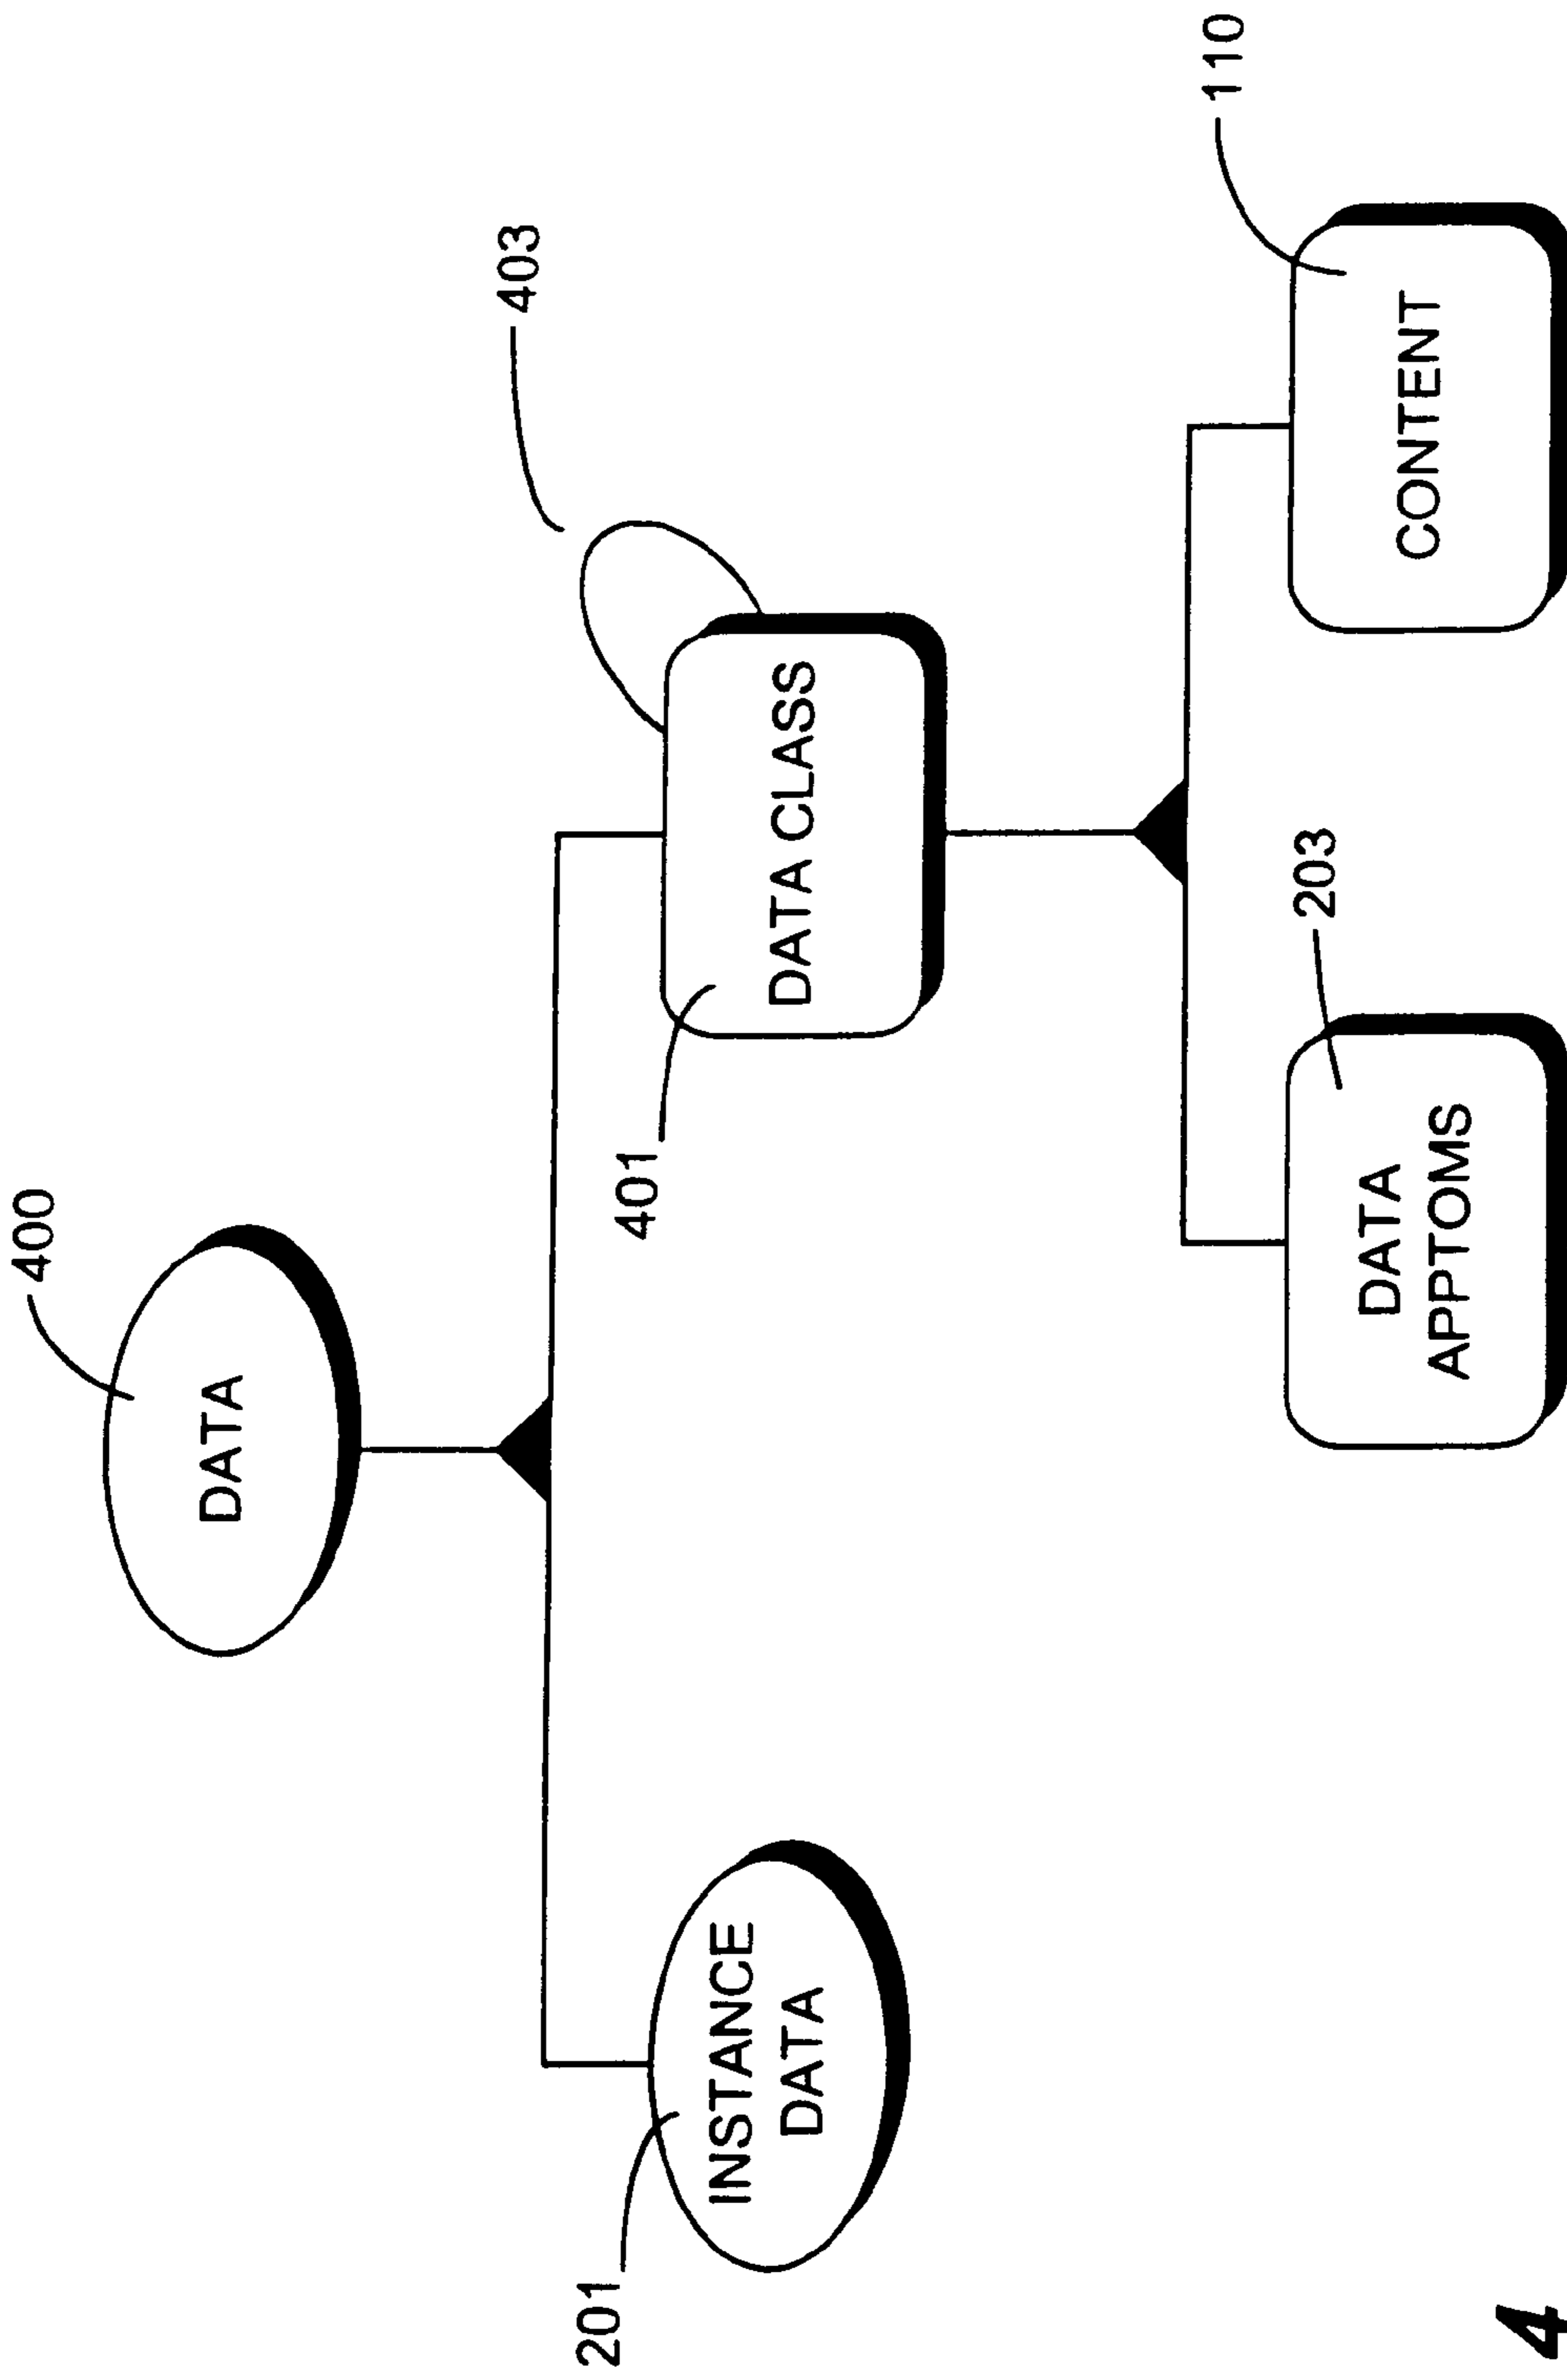 400
DATA
403
201
INSTANCE
DATA
401
DATA CLASS
110
203
DATA
APPTOMS
CONTENT
4